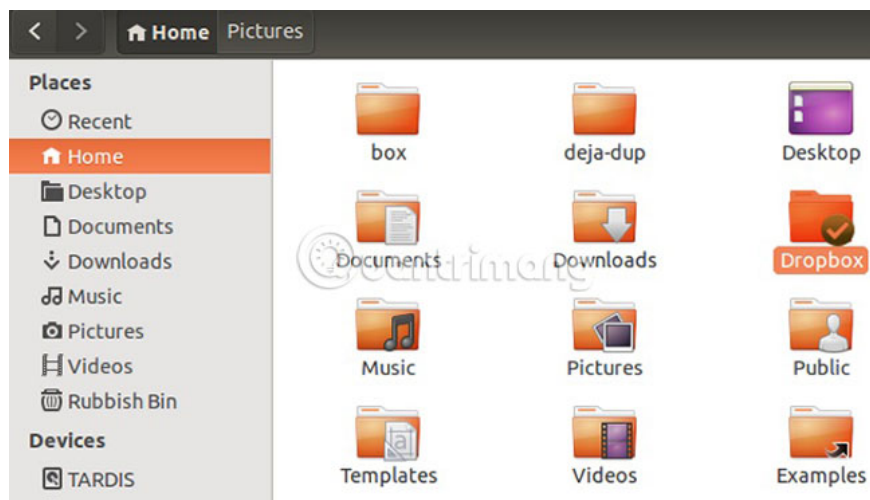 Home Pictures
Places
Recent
Home
Desktop
Documents
Downloads
Music
Pictures
Videos
Rubbish Bin
Devices
TARDIS
box deja-dup Desktop
Documents Downloads Dropbox
Music Pictures Public
Templates Videos Examples
uantrimang